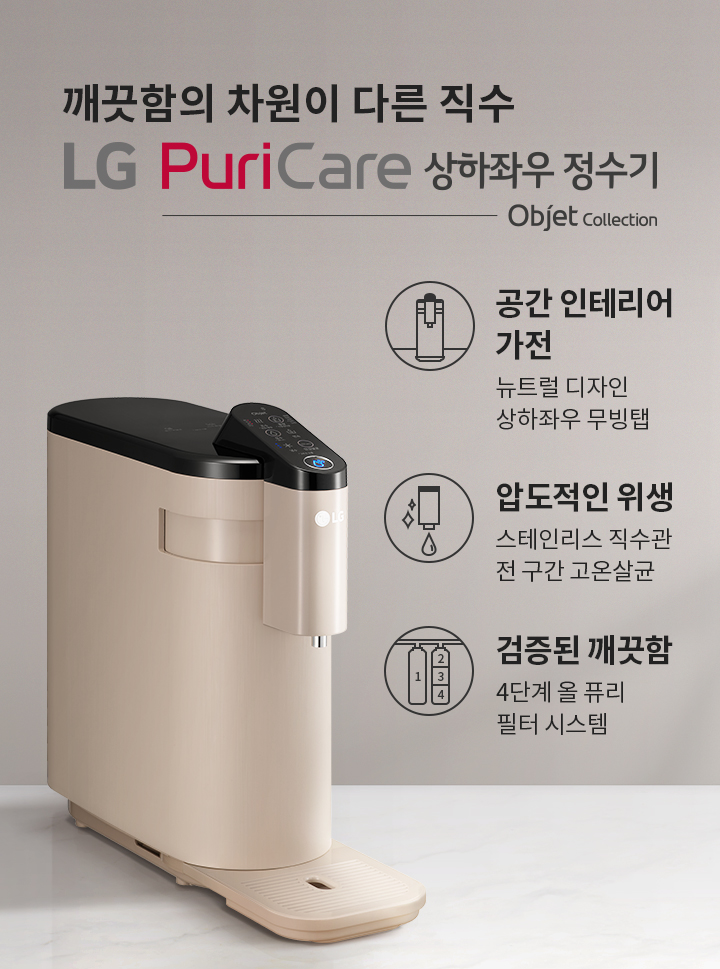 깨끗함의 차원이 다른 직수
LG PuriCare 상하좌우 정수기
Objet Collection
공간 인테리어
가전
뉴트럴 디자인
상하좌우 무빙탭
압도적인 위생
스테인리스 직수관
전 구간 고온살균
1
2
3
4
검증된 깨끗함
4단계 올 퓨리
필터 시스템
LG